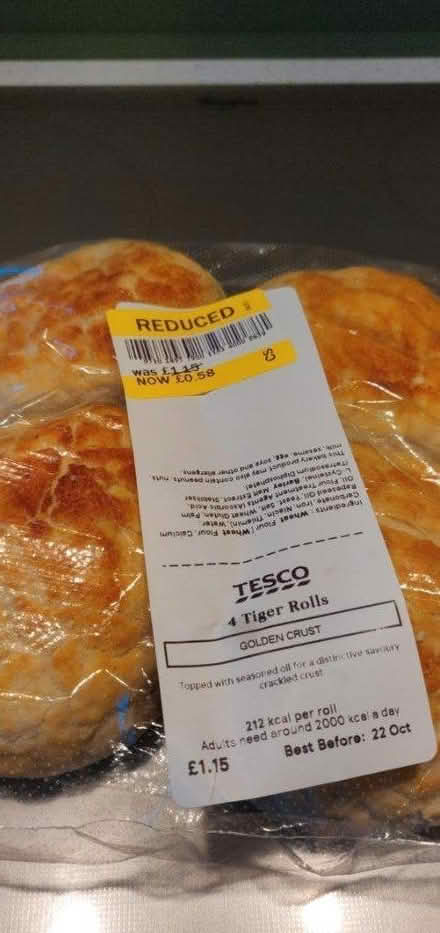 REDUCED
was £1.15
NOW £0.58
Ingredients: Wheat Flour (Wheat Flour, Calcium
Carbonate, Iron, Niacin, Thiamin), Water,
Rapeseed Oil, Yeast, Salt, Wheat Gluten, Palm
Oil, Flour Treatment Agents (Ascorbic Acid,
L-Cysteine), Barley Malt Extract, Stabiliser
(Tetrasodium Diphosphate)
This bakery product may also contain peanuts, nuts,
milk, sesame, egg, soya and other allergens.
TESCO
4 Tiger Rolls
GOLDEN CRUST
Topped with seasoned oil for a distinctive savoury
crackled crust
212 kcal per roll
Adults need around 2000 kcal a day
£1.15 Best Before: 22 Oct